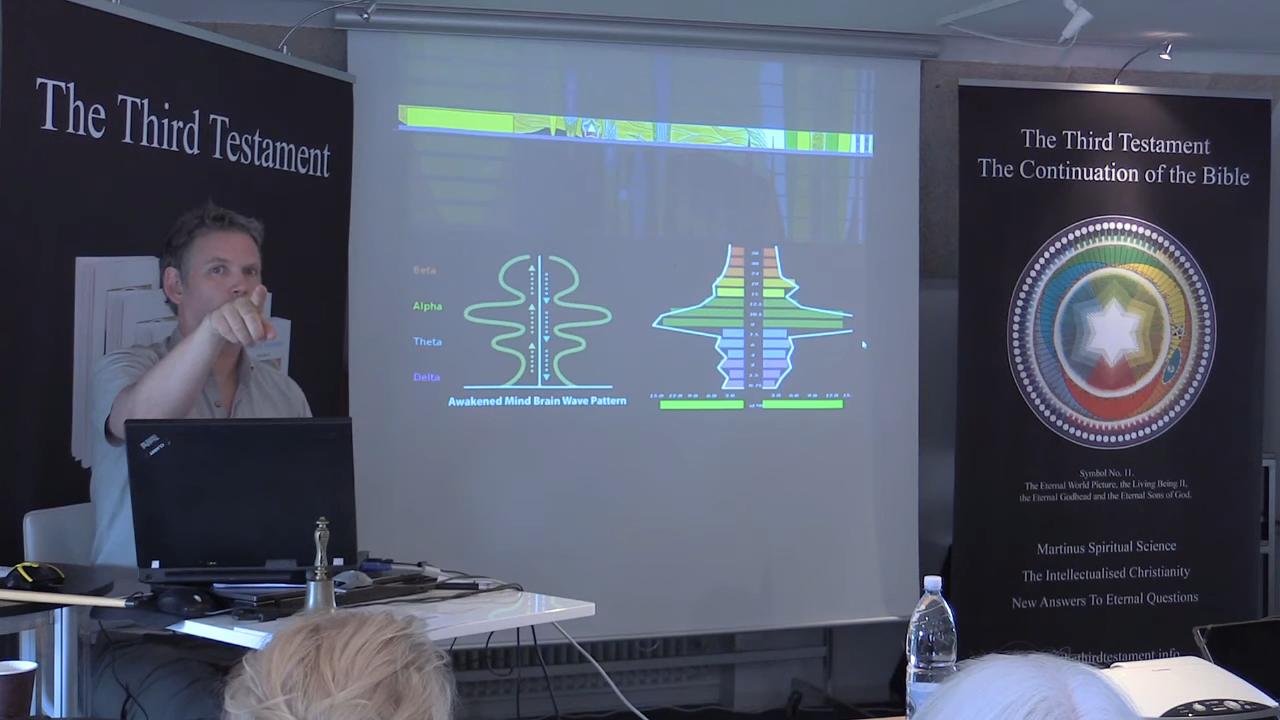 The Third Testament
Beta
Alpha
Theta
Delta
Awakened Mind Brain Wave Pattern
The Third Testament
The Continuation of the Bible
Symbol No. 11.
The Eternal World Picture, the Living Being II,
the Eternal Godhead and the Eternal Sons of God.
Martinus Spiritual Science
The Intellectualised Christianity
New Answers To Eternal Questions
thirdtestament.info